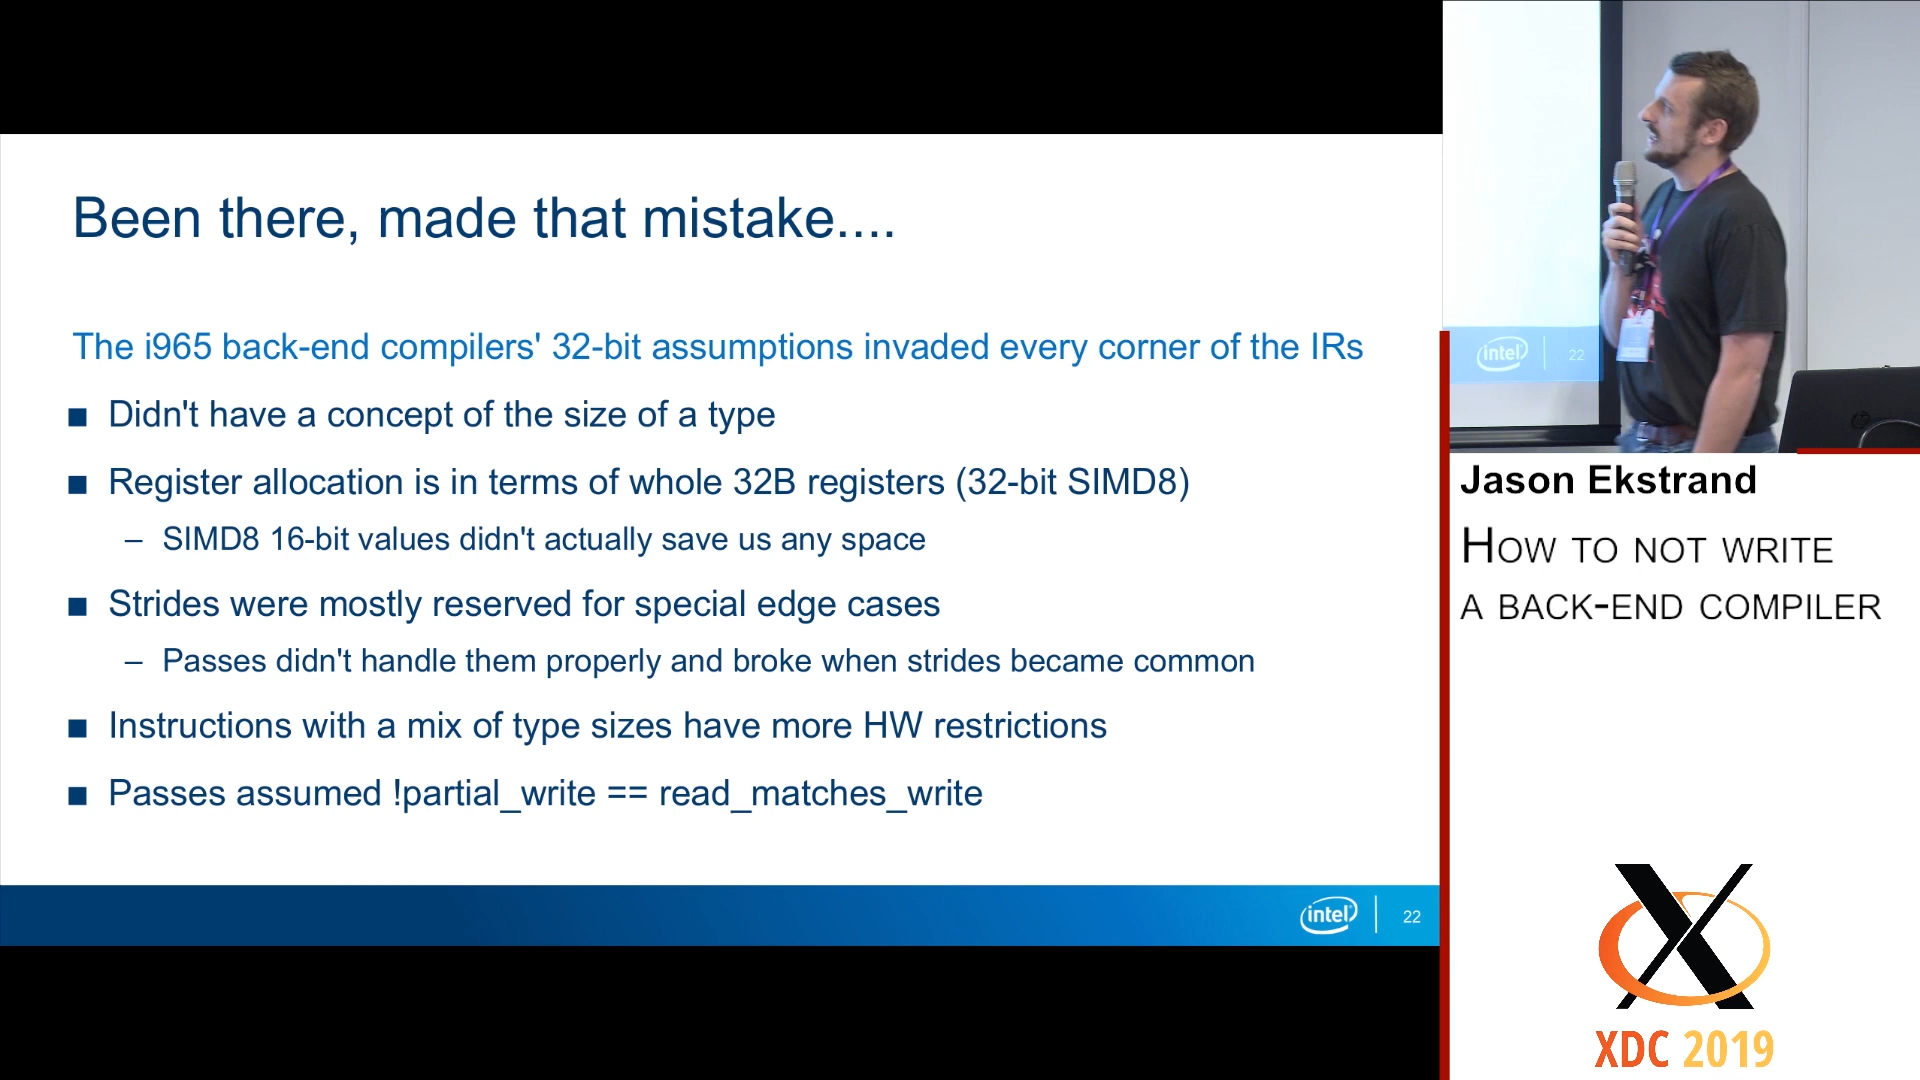 Been there, made that mistake....
The i965 back-end compilers' 32-bit assumptions invaded every corner of the IRs
■ Didn't have a concept of the size of a type
■ Register allocation is in terms of whole 32B registers (32-bit SIMD8)
– SIMD8 16-bit values didn't actually save us any space
■ Strides were mostly reserved for special edge cases
– Passes didn't handle them properly and broke when strides became common
■ Instructions with a mix of type sizes have more HW restrictions
■ Passes assumed !partial_write == read_matches_write
intel 22
intel 22
Jason Ekstrand
How to not write
a back-end compiler
XDC 2019